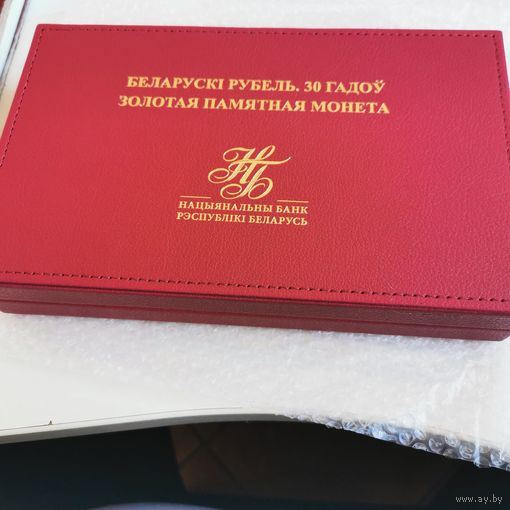 БЕЛАРУСКІ РУБЕЛЬ. 30 ГАДОЎ
ЗОЛОТАЯ ПАМЯТНАЯ МОНЕТА
НБ
НАЦЫЯНАЛЬНЫ БАНК
РЭСПУБЛІКІ БЕЛАРУСЬ
www.ay.by